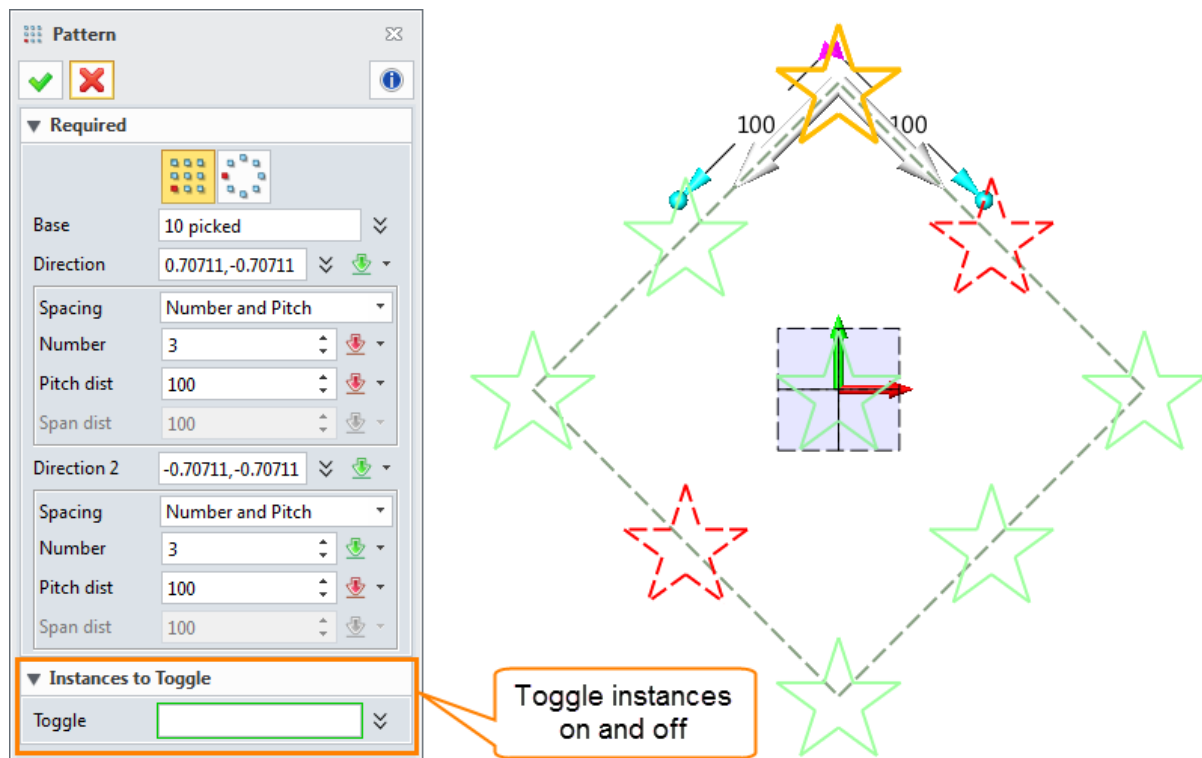 Pattern
Required
Base 10 picked
Direction 0.70711,-0.70711
Spacing Number and Pitch
Number 3
Pitch dist 100
Span dist 100
Direction 2 -0.70711,-0.70711
Spacing Number and Pitch
Number 3
Pitch dist 100
Span dist 100
Instances to Toggle
Toggle
100 100
Toggle instances
on and off